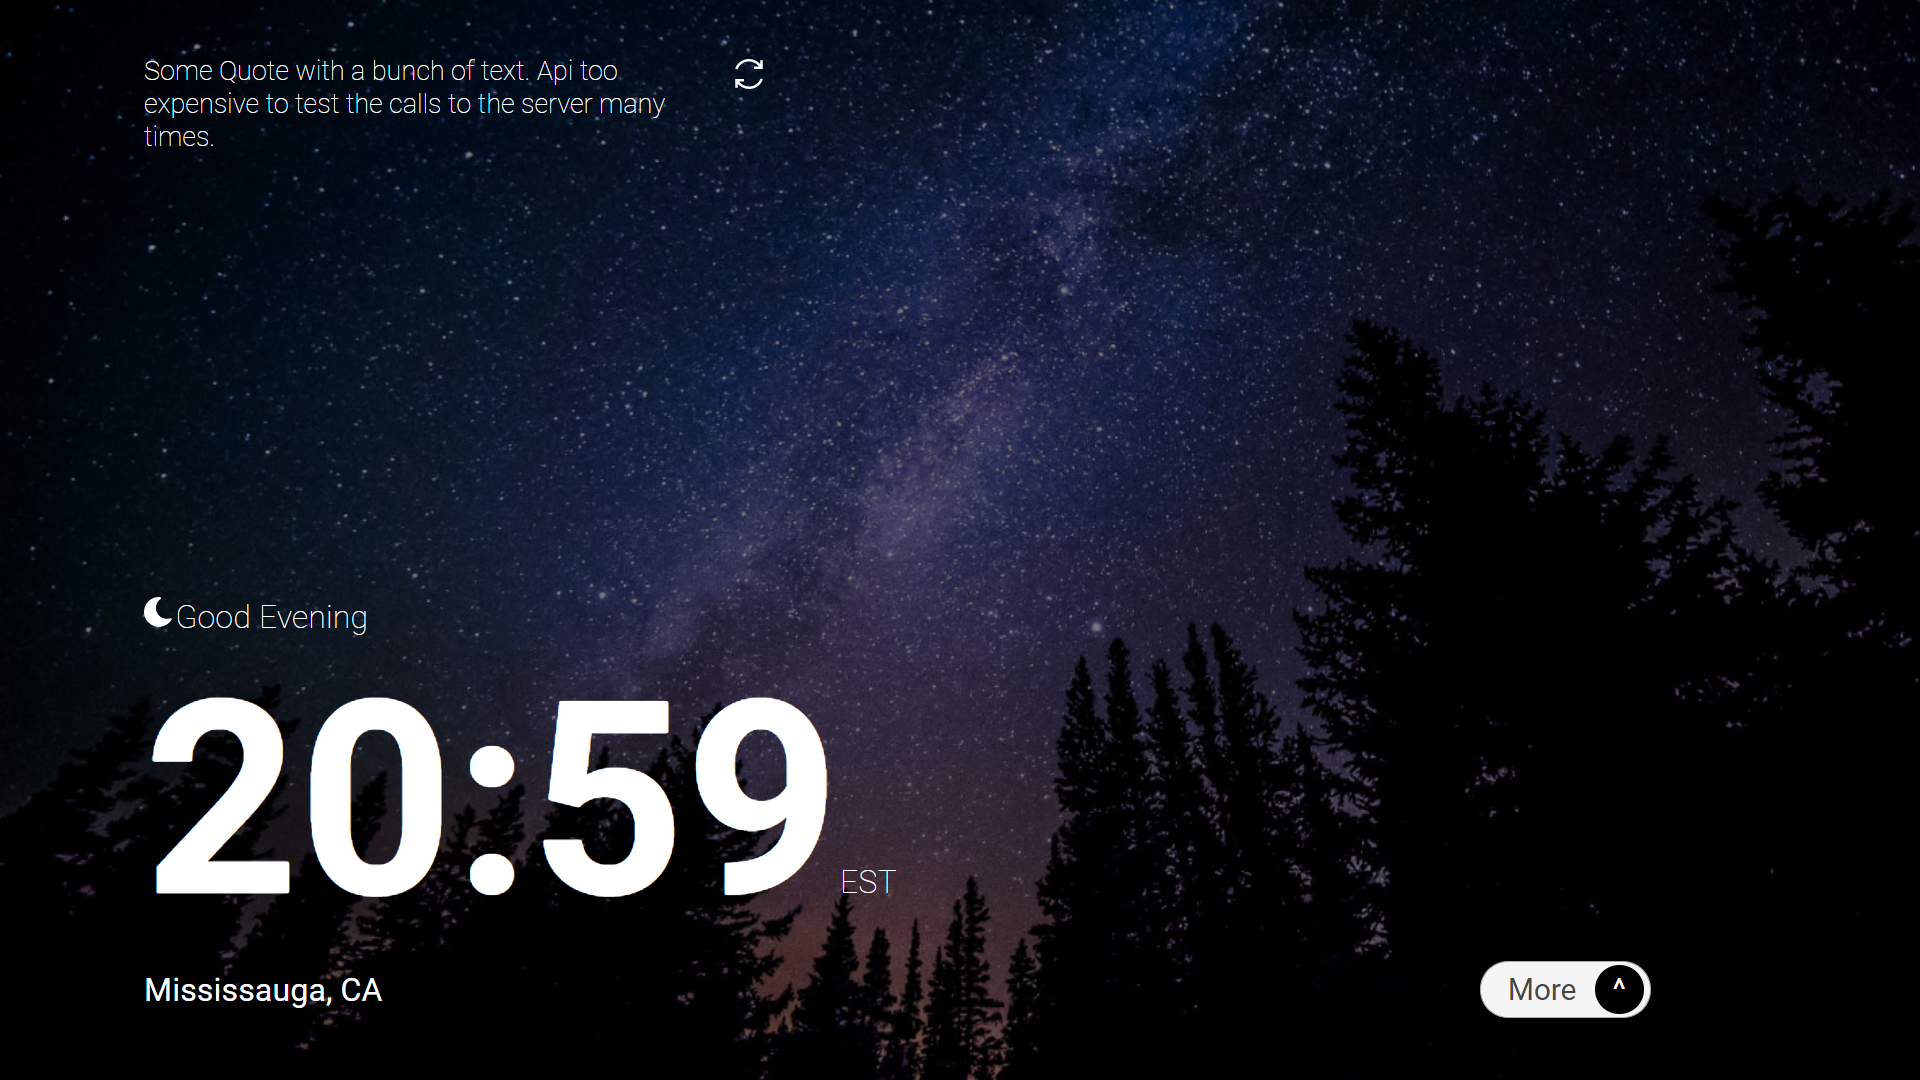 Some Quote with a bunch of text. Api too
expensive to test the calls to the server many
times.
Good Evening
20:59 EST
Mississauga, CA
More ^